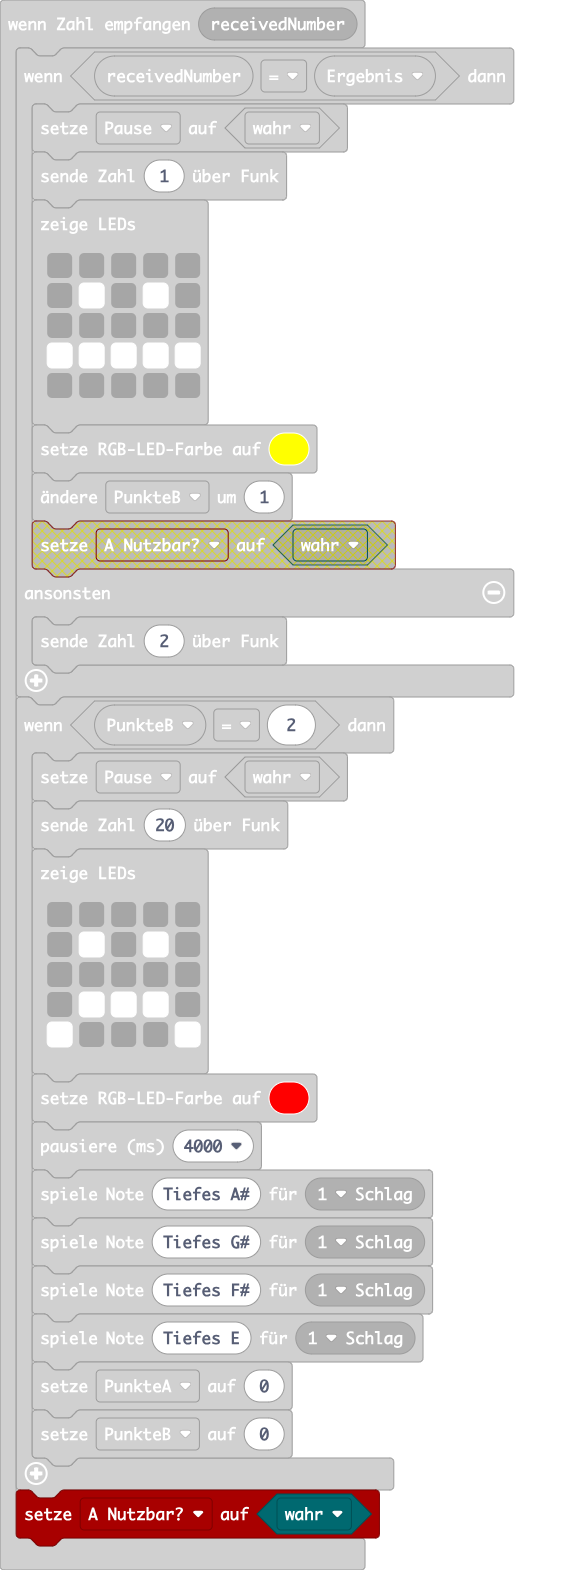 wenn Zahl empfangen receivedNumber
wenn receivedNumber = Ergebnis dann
setze Pause auf wahr
sende Zahl 1 über Funk
zeige LEDs
setze RGB-LED-Farbe auf
ändere PunkteB um 1
setze A Nutzbar? auf wahr
ansonsten
sende Zahl 2 über Funk
wenn PunkteB = 2 dann
setze Pause auf wahr
sende Zahl 20 über Funk
zeige LEDs
setze RGB-LED-Farbe auf
pausiere (ms) 4000
spiele Note Tiefes A# für 1 Schlag
spiele Note Tiefes G# für 1 Schlag
spiele Note Tiefes F# für 1 Schlag
spiele Note Tiefes E für 1 Schlag
setze PunkteA auf 0
setze PunkteB auf 0
setze A Nutzbar? auf wahr